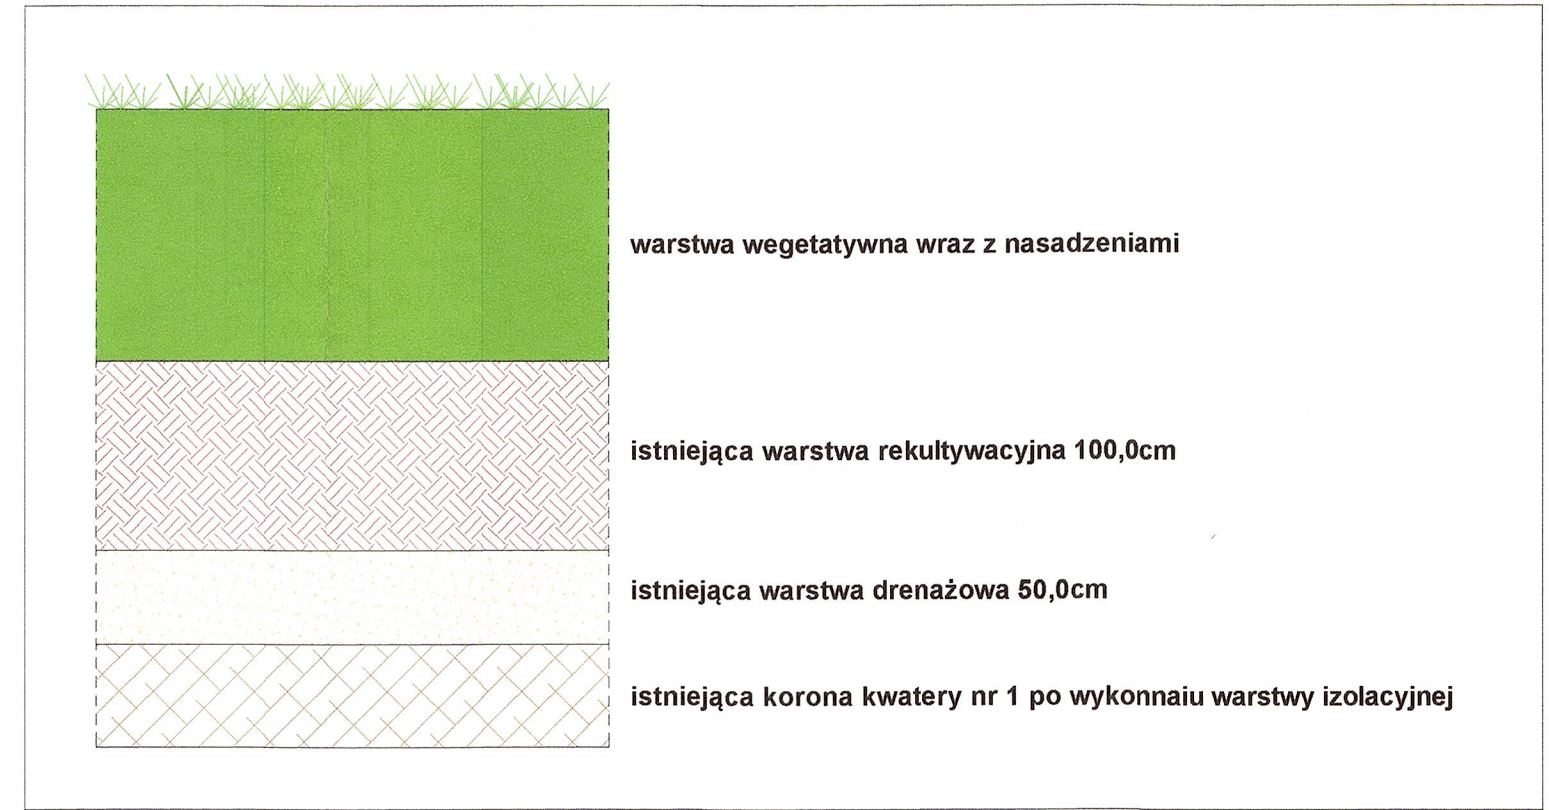 warstwa wegetatywna wraz z nasadzeniami
istniejąca warstwa rekultywacyjna 100,0cm
istniejąca warstwa drenażowa 50,0cm
istniejąca korona kwatery nr 1 po wykonnaiu warstwy izolacyjnej